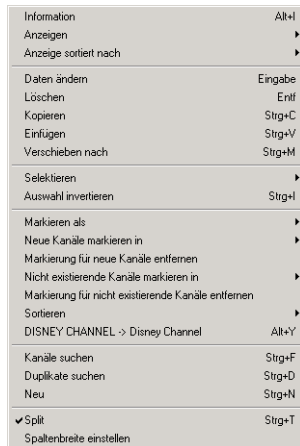 Information Alt+I
Anzeigen
Anzeige sortiert nach
Daten ändern Eingabe
Löschen Entf
Kopieren Strg+C
Einfügen Strg+V
Verschieben nach Strg+M
Selektieren
Auswahl invertieren Strg+I
Markieren als
Neue Kanäle markieren in
Markierung für neue Kanäle entfernen
Nicht existierende Kanäle markieren in
Markierung für nicht existierende Kanäle entfernen
Sortieren
DISNEY CHANNEL -> Disney Channel Alt+Y
Kanäle suchen Strg+F
Duplikate suchen Strg+D
Neu Strg+N
Split Strg+T
Spaltenbreite einstellen